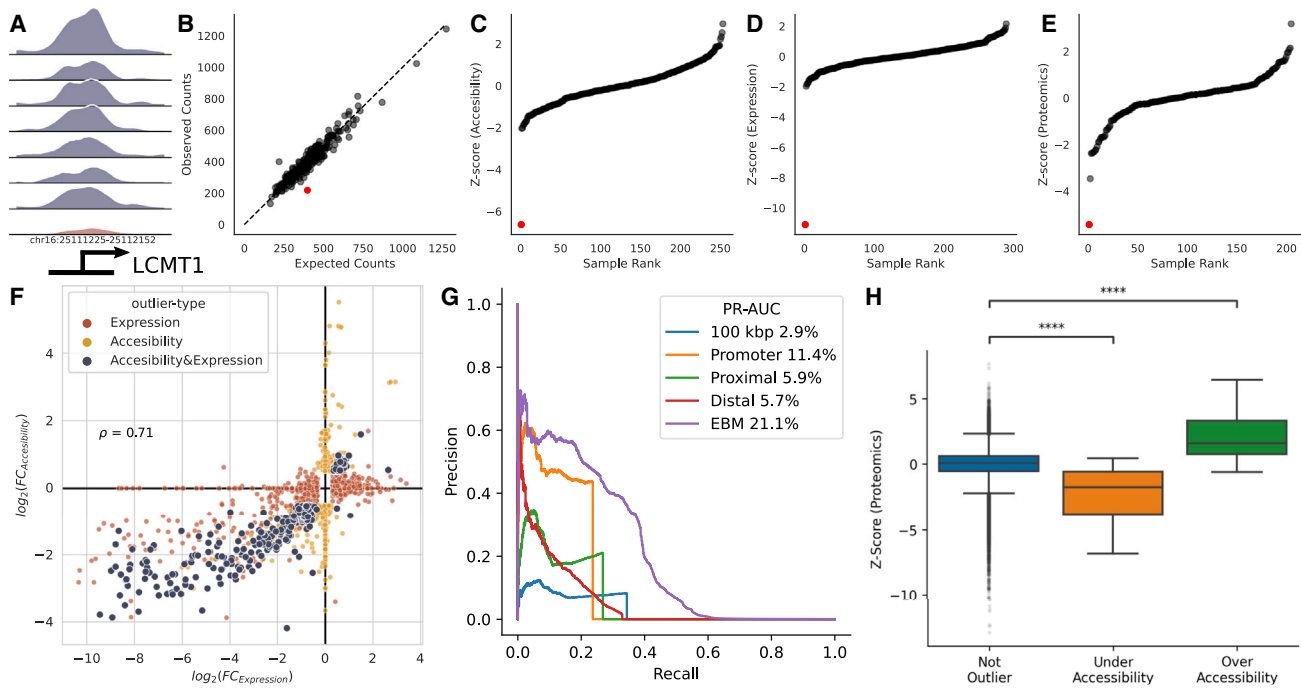 A
chr16:25111225-25112152
LCMT1
B
Observed Counts
1200
1000
800
600
400
200
0
250
500
750
1000
1250
Expected Counts
C
Z-score (Accesibility)
2
0
−2
−4
−6
0
50
100
150
200
250
Sample Rank
D
Z-score (Expression)
2
0
−2
−4
−6
−8
−10
0
100
200
300
Sample Rank
E
Z-score (Proteomics)
2
0
−2
−4
0
50
100
150
200
Sample Rank
F
outlier-type
Expression
Accesibility
Accesibility&Expression
ρ = 0.71
log2(FCAccesibility)
4
2
0
−2
−4
−10
−8
−6
−4
−2
0
2
4
log2(FCExpression)
G
PR-AUC
100 kbp 2.9%
Promoter 11.4%
Proximal 5.9%
Distal 5.7%
EBM 21.1%
Precision
1.0
0.8
0.6
0.4
0.2
0.0
0.0
0.2
0.4
0.6
0.8
1.0
Recall
H
****
****
Z-Score (Proteomics)
5
0
−5
−10
Not
Outlier
Under
Accessibility
Over
Accessibility